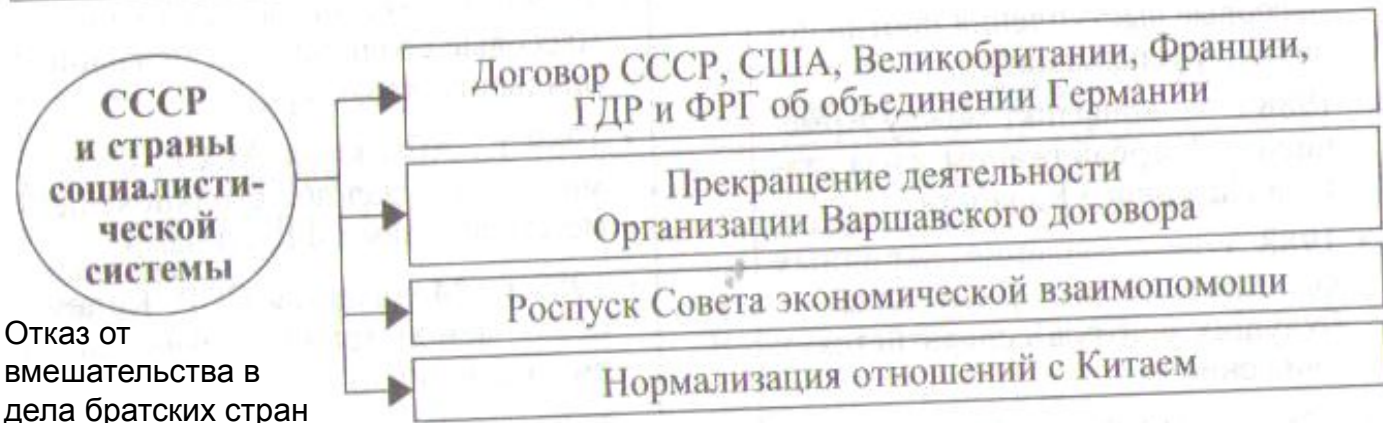 СССР
и страны
социалисти-
ческой
системы
Договор СССР, США, Великобритании, Франции,
ГДР и ФРГ об объединении Германии
Прекращение деятельности
Организации Варшавского договора
Роспуск Совета экономической взаимопомощи
Нормализация отношений с Китаем
Отказ от
вмешательства в
дела братских стран